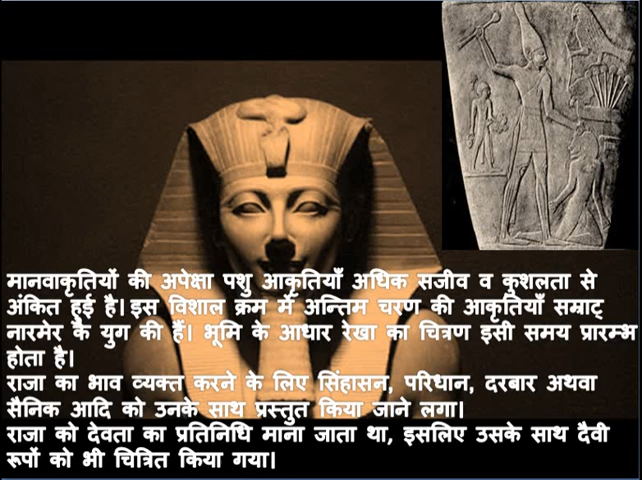 मानवाकृतियों की अपेक्षा पशु आकृतियाँ अधिक सजीव व कुशलता से
अंकित हुई है। इस विशाल क्रम में अन्तिम चरण की आकृतियाँ सम्राट्
नारमेर के युग की हैं। भूमि के आधार रेखा का चित्रण इसी समय प्रारम्भ
होता है।
राजा का भाव व्यक्त करने के लिए सिंहासन, परिधान, दरबार अथवा
सैनिक आदि को उनके साथ प्रस्तुत किया जाने लगा।
राजा को देवता का प्रतिनिधि माना जाता था, इसलिए उसके साथ दैवी
रूपों को भी चित्रित किया गया।